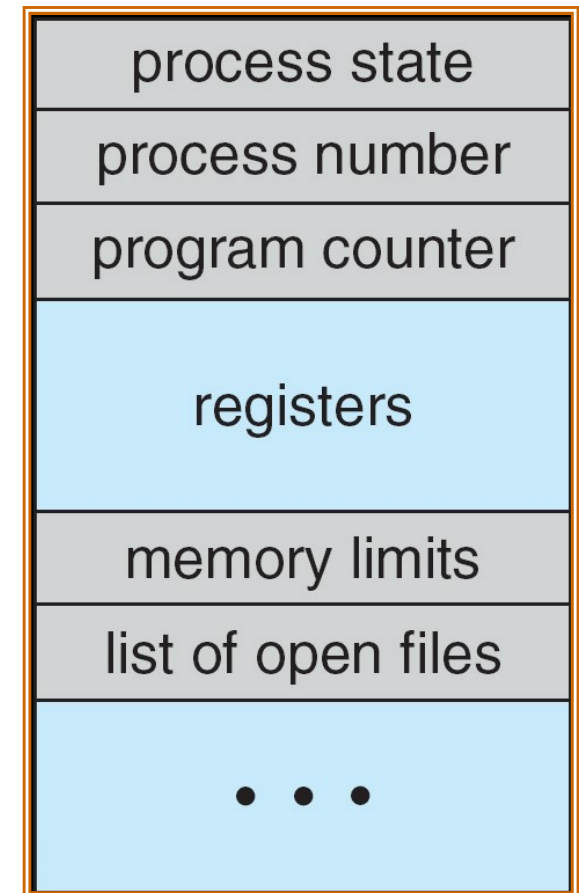 process state
process number
program counter
registers
memory limits
list of open files
• • •